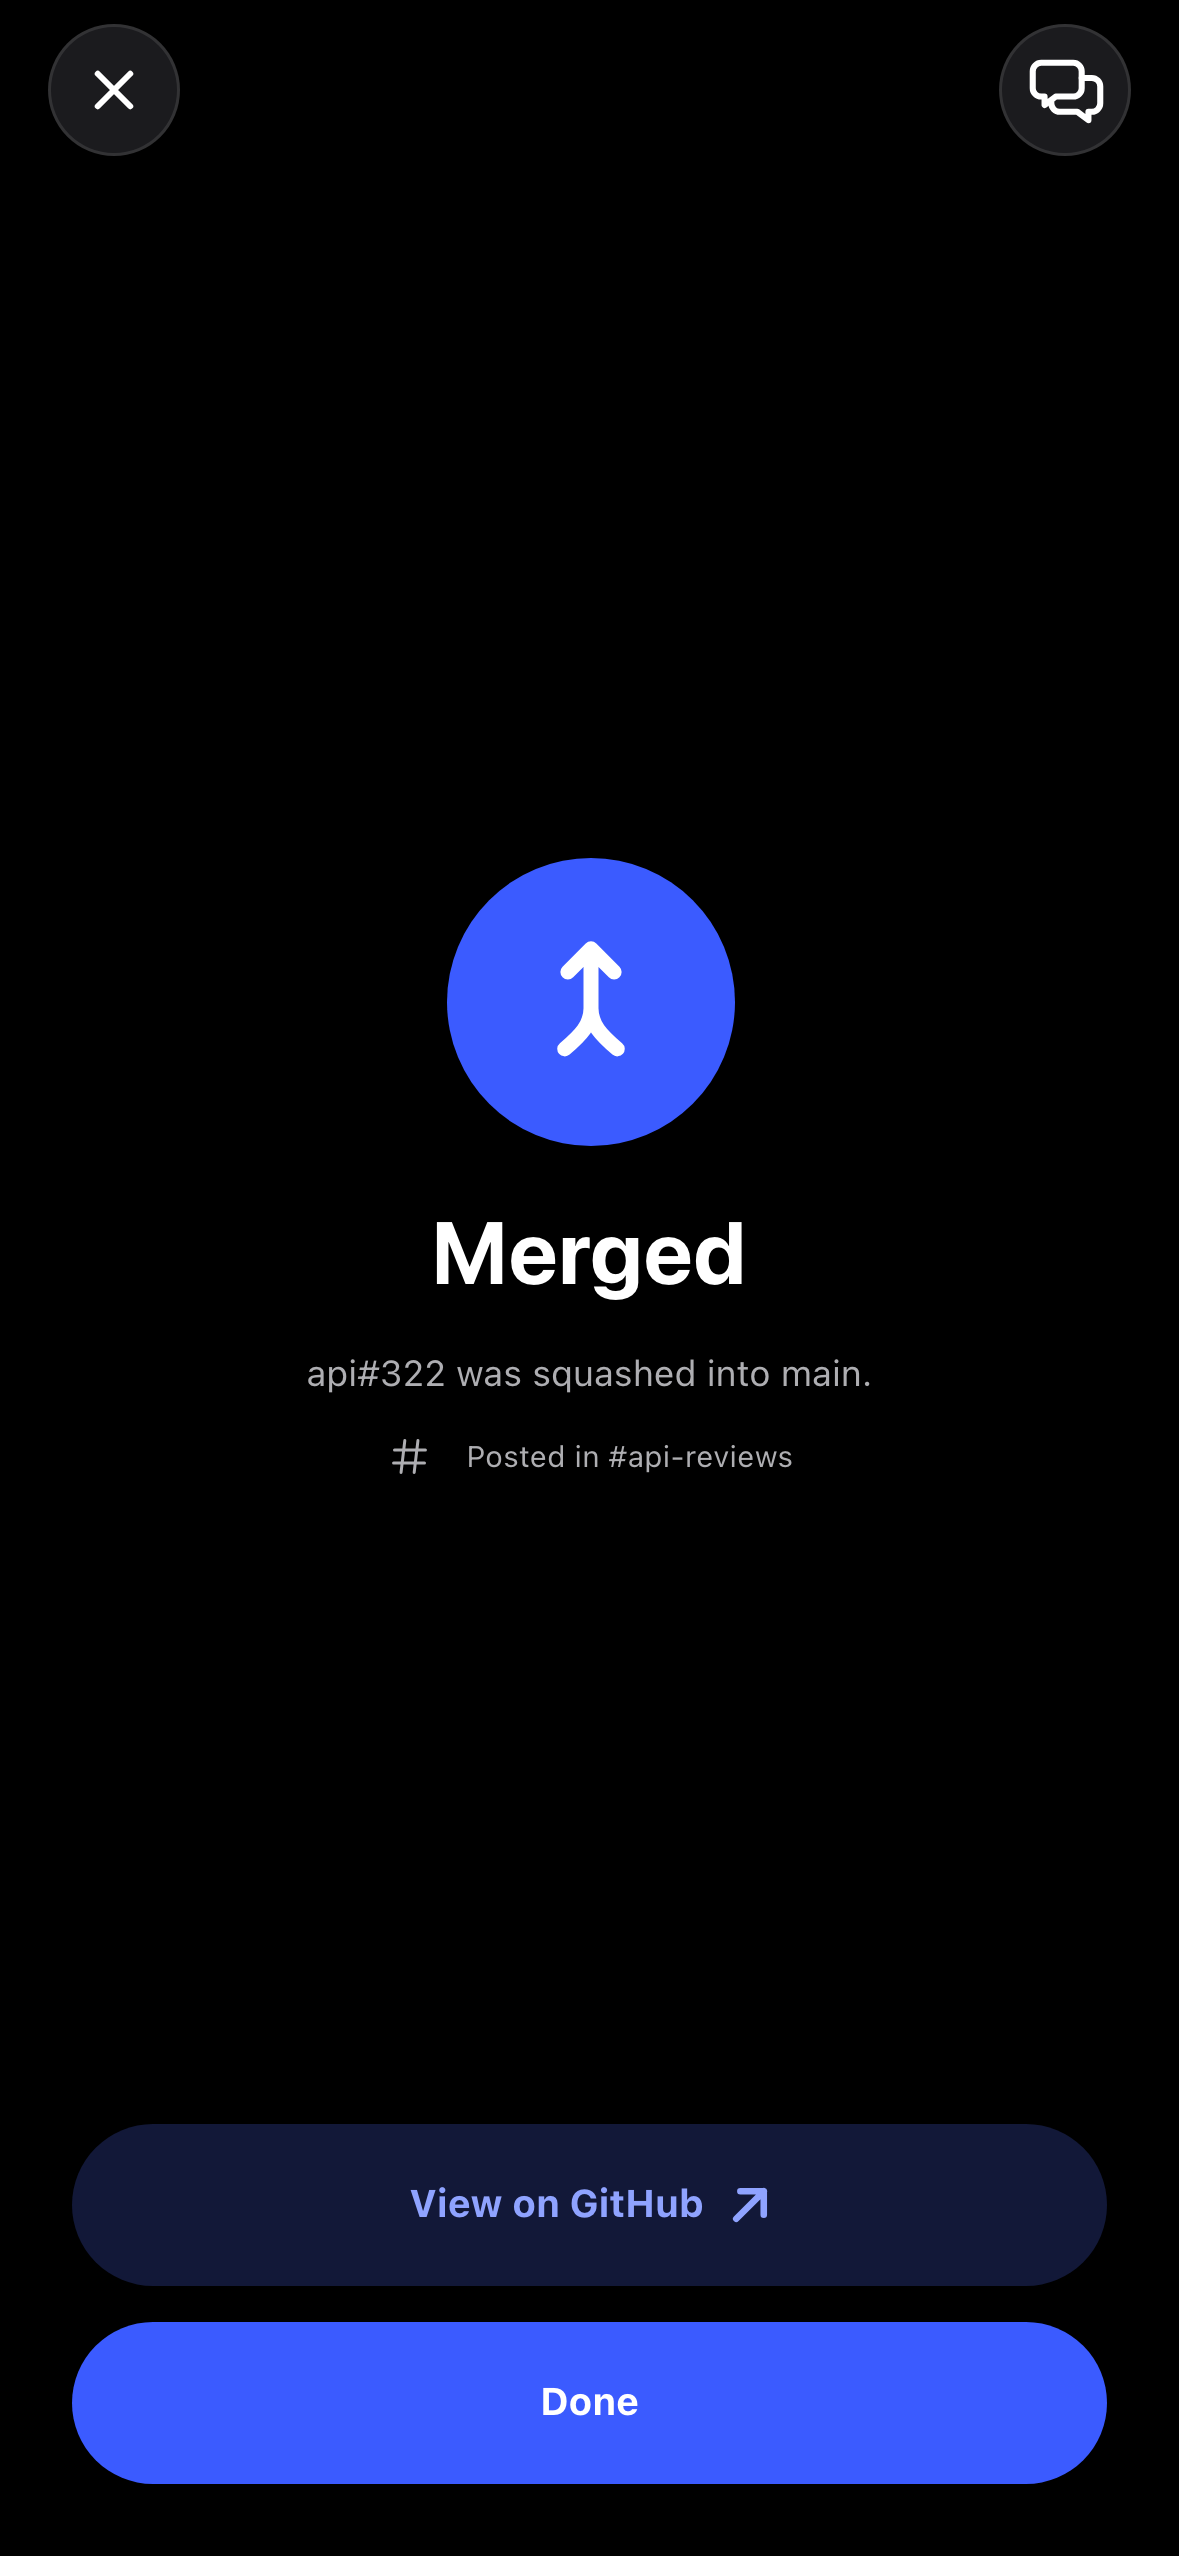 Merged
api#322 was squashed into main.
Posted in #api-reviews
View on GitHub
Done